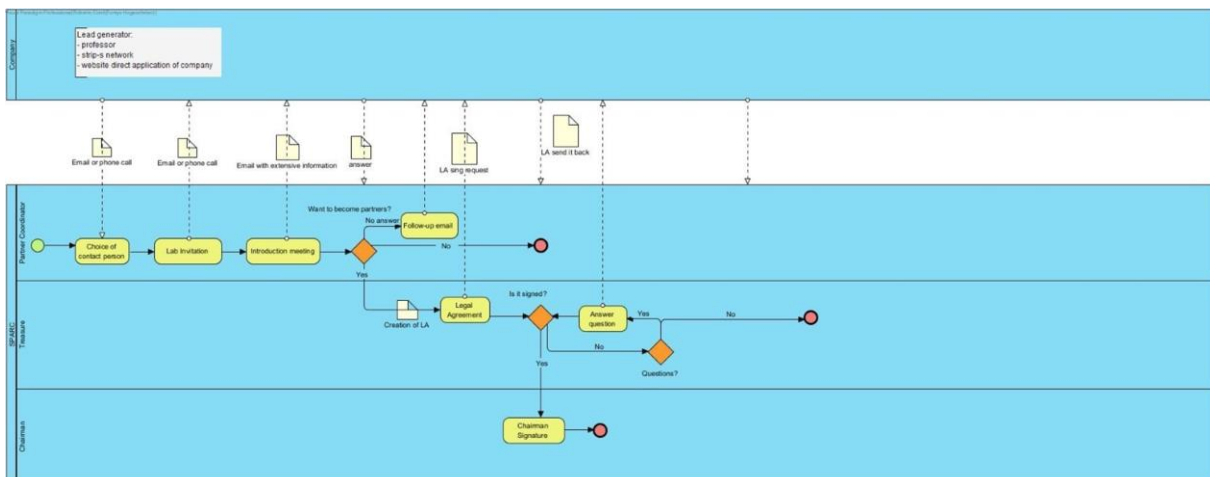 Company
Lead generator:
- professor
- strip-s network
- website direct application of company
Email or phone call
Email or phone call
Email with extensive information
answer
LA sing request
LA send it back
SPARC
Partner Coordinator
Want to become partners?
No answer
Follow-up email
Choice of
contact person
Lab Invitation
Introduction meeting
No
Yes
Treasure
Creation of LA
Legal
Agreement
Is it signed?
Answer
question
Yes
No
No
Yes
Questions?
Chairman
Chairman
Signature